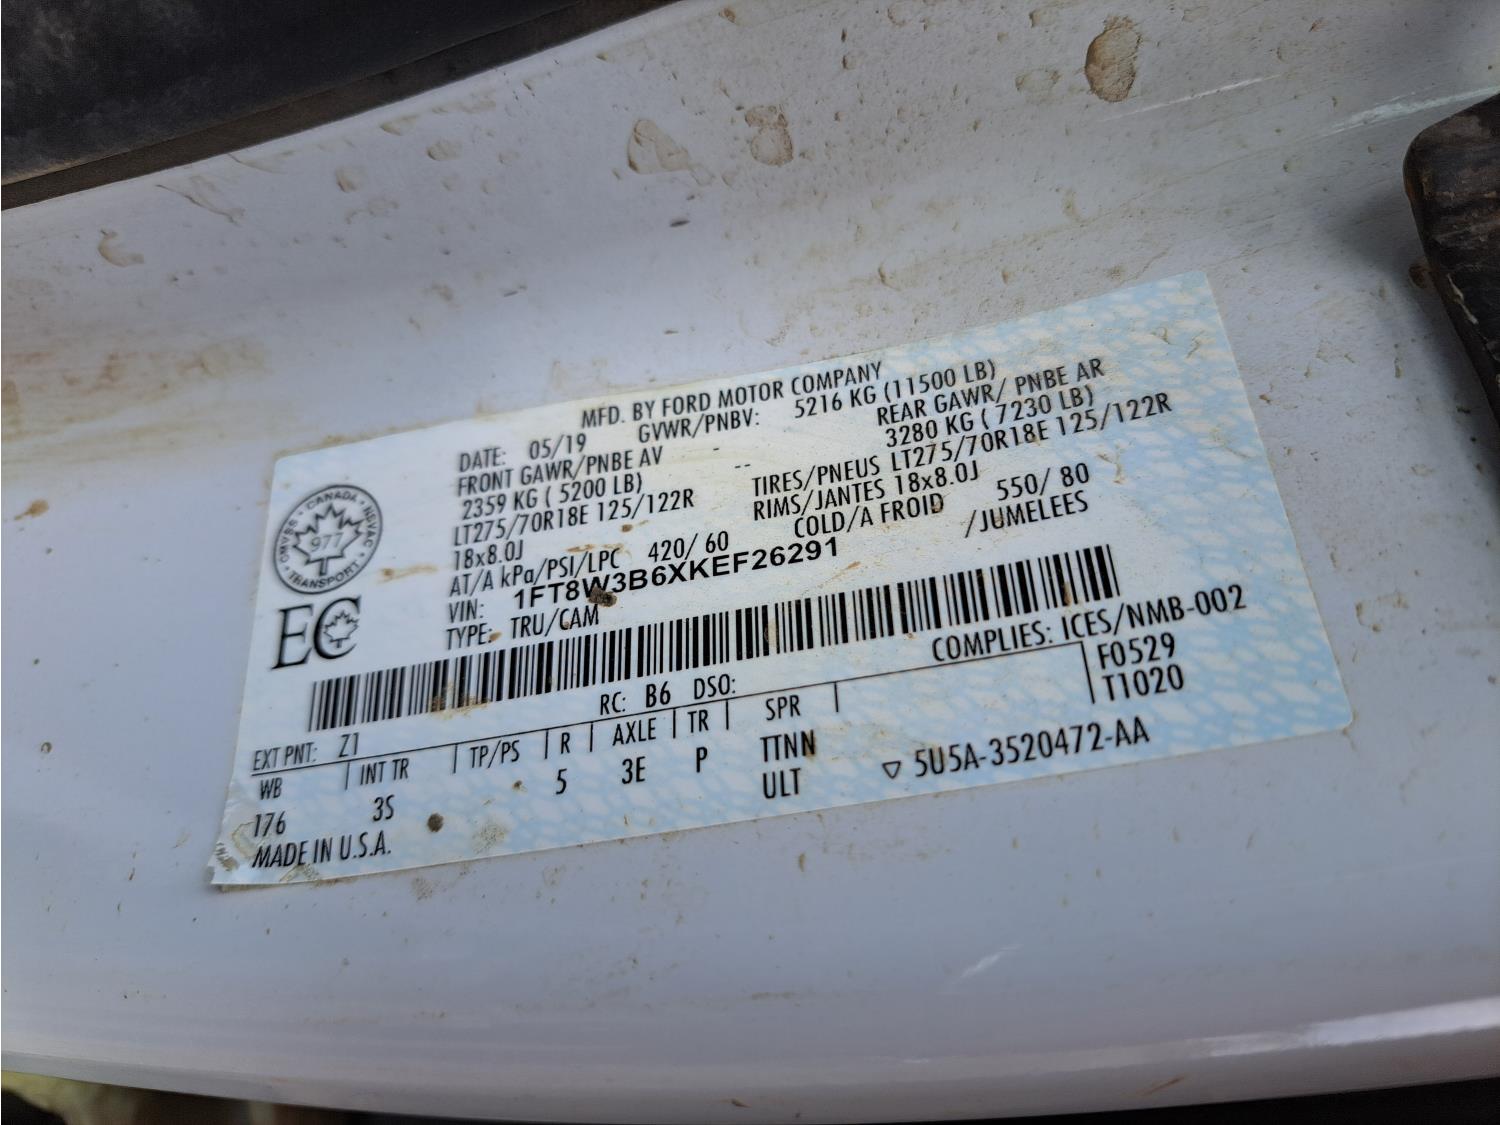 MFD. BY FORD MOTOR COMPANY
DATE: 05/19 GVWR/PNBV: 5216 KG (11500 LB)
FRONT GAWR/PNBE AV - REAR GAWR/ PNBE AR
2359 KG ( 5200 LB) -- 3280 KG ( 7230 LB)
LT275/70R18E 125/122R TIRES/PNEUS LT275/70R18E 125/122R
18x8.0J RIMS/JANTES 18x8.0J
AT/A kPa/PSI/LPC 420/ 60 COLD/A FROID 550/ 80
VIN: 1FT8W3B6XKEF26291 /JUMELEES
TYPE: TRU/CAM
CANADA
NSVAC
977
TRANSPORT
EC
COMPLIES: ICES/NMB-002
F0529
T1020
EXT PNT: Z1 RC: B6 DSO:
WB INT TR TP/PS R AXLE TR SPR
176 3S 5 3E P TTNN
ULT
MADE IN U.S.A. 5U5A-3520472-AA